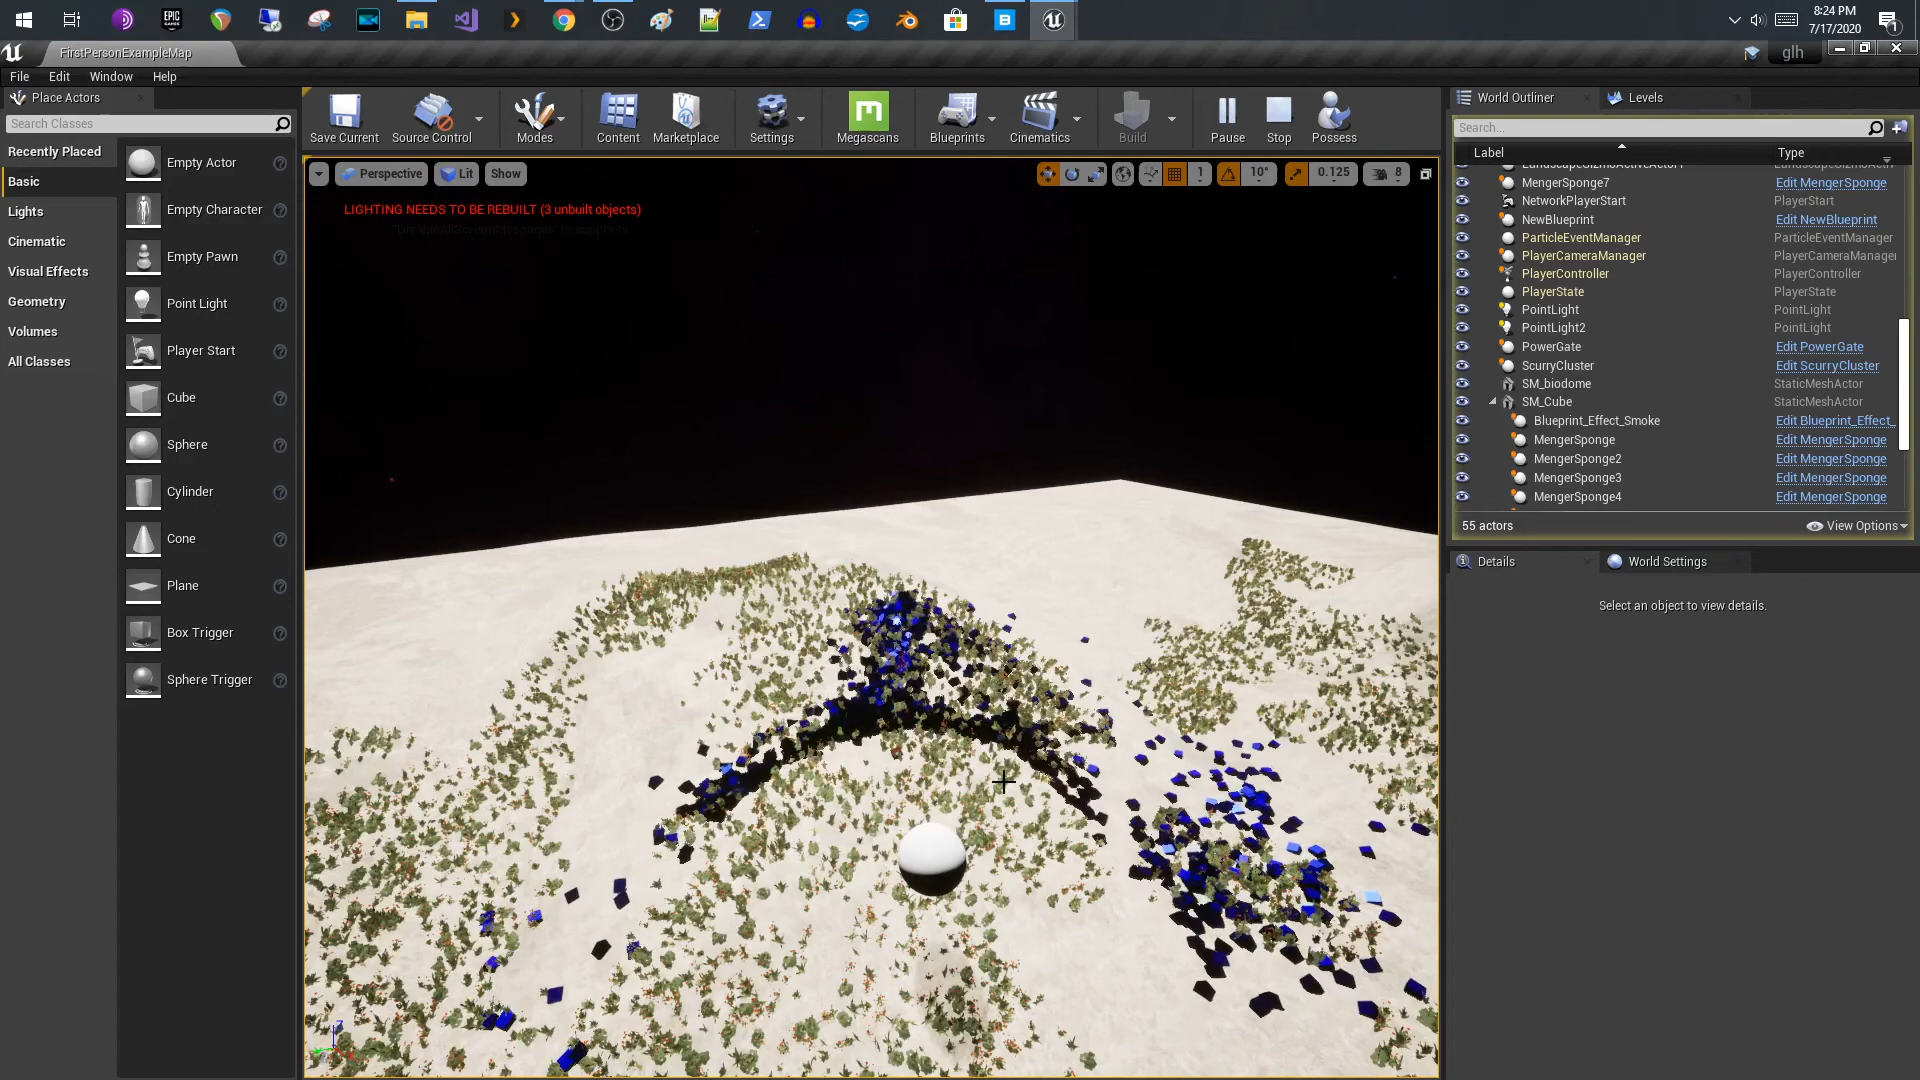 8:24 PM
7/17/2020
1
EPIC
GAMES
FirstPersonExampleMap
glh
File Edit Window Help
Place Actors
Search Classes
Recently Placed
Basic
Lights
Cinematic
Visual Effects
Geometry
Volumes
All Classes
Empty Actor
Empty Character
Empty Pawn
Point Light
Player Start
Cube
Sphere
Cylinder
Cone
Plane
Box Trigger
Sphere Trigger
Save Current Source Control Modes Content Marketplace Settings Megascans Blueprints Cinematics Build Pause Stop Possess
Perspective Lit Show
1 10° 0.125 8
LIGHTING NEEDS TO BE REBUILT (3 unbuilt objects)
World Outliner Levels
Search...
Label Type
MengerSponge7 Edit MengerSponge
NetworkPlayerStart PlayerStart
NewBlueprint Edit NewBlueprint
ParticleEventManager ParticleEventManager
PlayerCameraManager PlayerCameraManager
PlayerController PlayerController
PlayerState PlayerState
PointLight PointLight
PointLight2 PointLight
PowerGate Edit PowerGate
ScurryCluster Edit ScurryCluster
SM_biodome StaticMeshActor
SM_Cube StaticMeshActor
Blueprint_Effect_Smoke Edit Blueprint_Effect_
MengerSponge Edit MengerSponge
MengerSponge2 Edit MengerSponge
MengerSponge3 Edit MengerSponge
MengerSponge4 Edit MengerSponge
55 actors View Options
Details World Settings
Select an object to view details.
Z